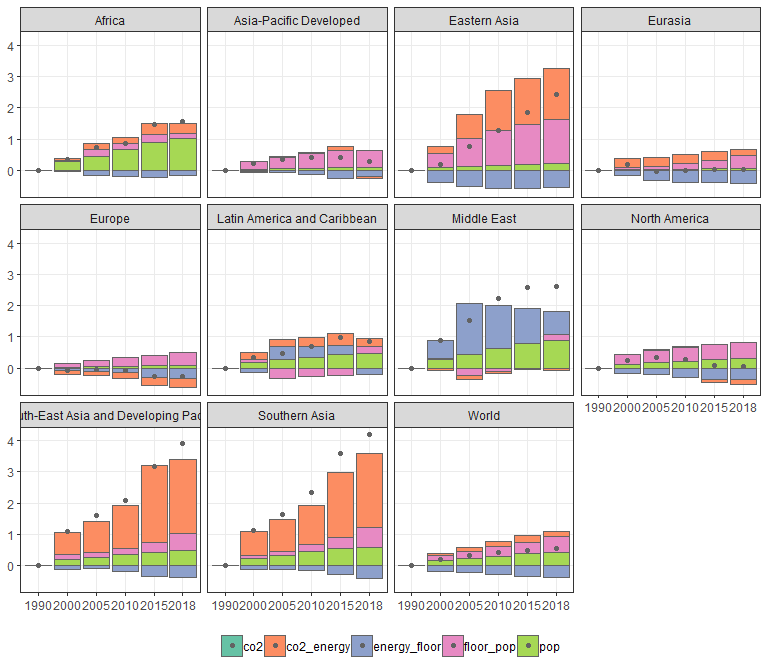 Africa
Asia-Pacific Developed
Eastern Asia
Eurasia
4
3
2
1
0
Europe
Latin America and Caribbean
Middle East
North America
4
3
2
1
0
1990 2000 2005 2010 2015 2018
uth-East Asia and Developing Pac
Southern Asia
World
4
3
2
1
0
1990 2000 2005 2010 2015 2018
1990 2000 2005 2010 2015 2018
1990 2000 2005 2010 2015 2018
co2 co2_energy energy_floor floor_pop pop